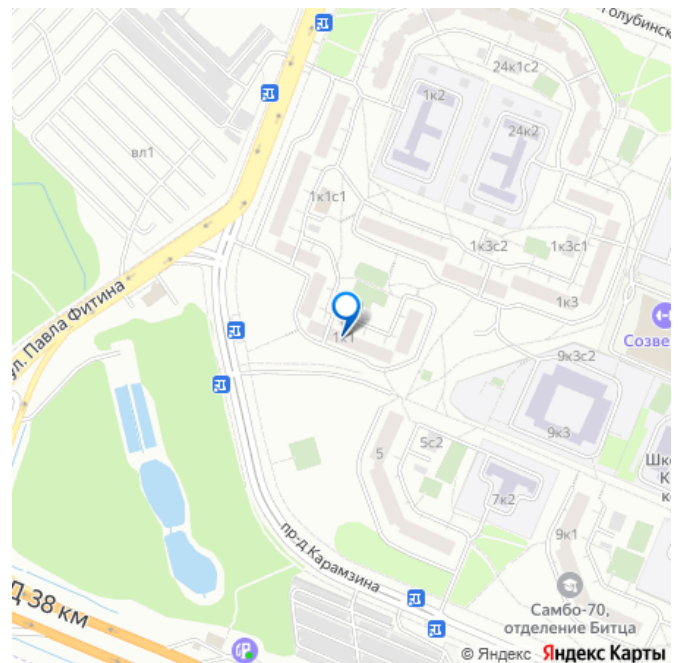 Голубинск
24к1с2
1к2
24к2
вл1
1к1с1
1к3с2
1к3с1
1к3
ул. Павла Фитина
1к1
Созве
9к3с2
9к3
5с2
5
Шк
К
к
7к2
9к1
пр-д Карамзина
Д 38 км
Самбо-70,
отделение Битца
© Яндекс Яндекс Карты